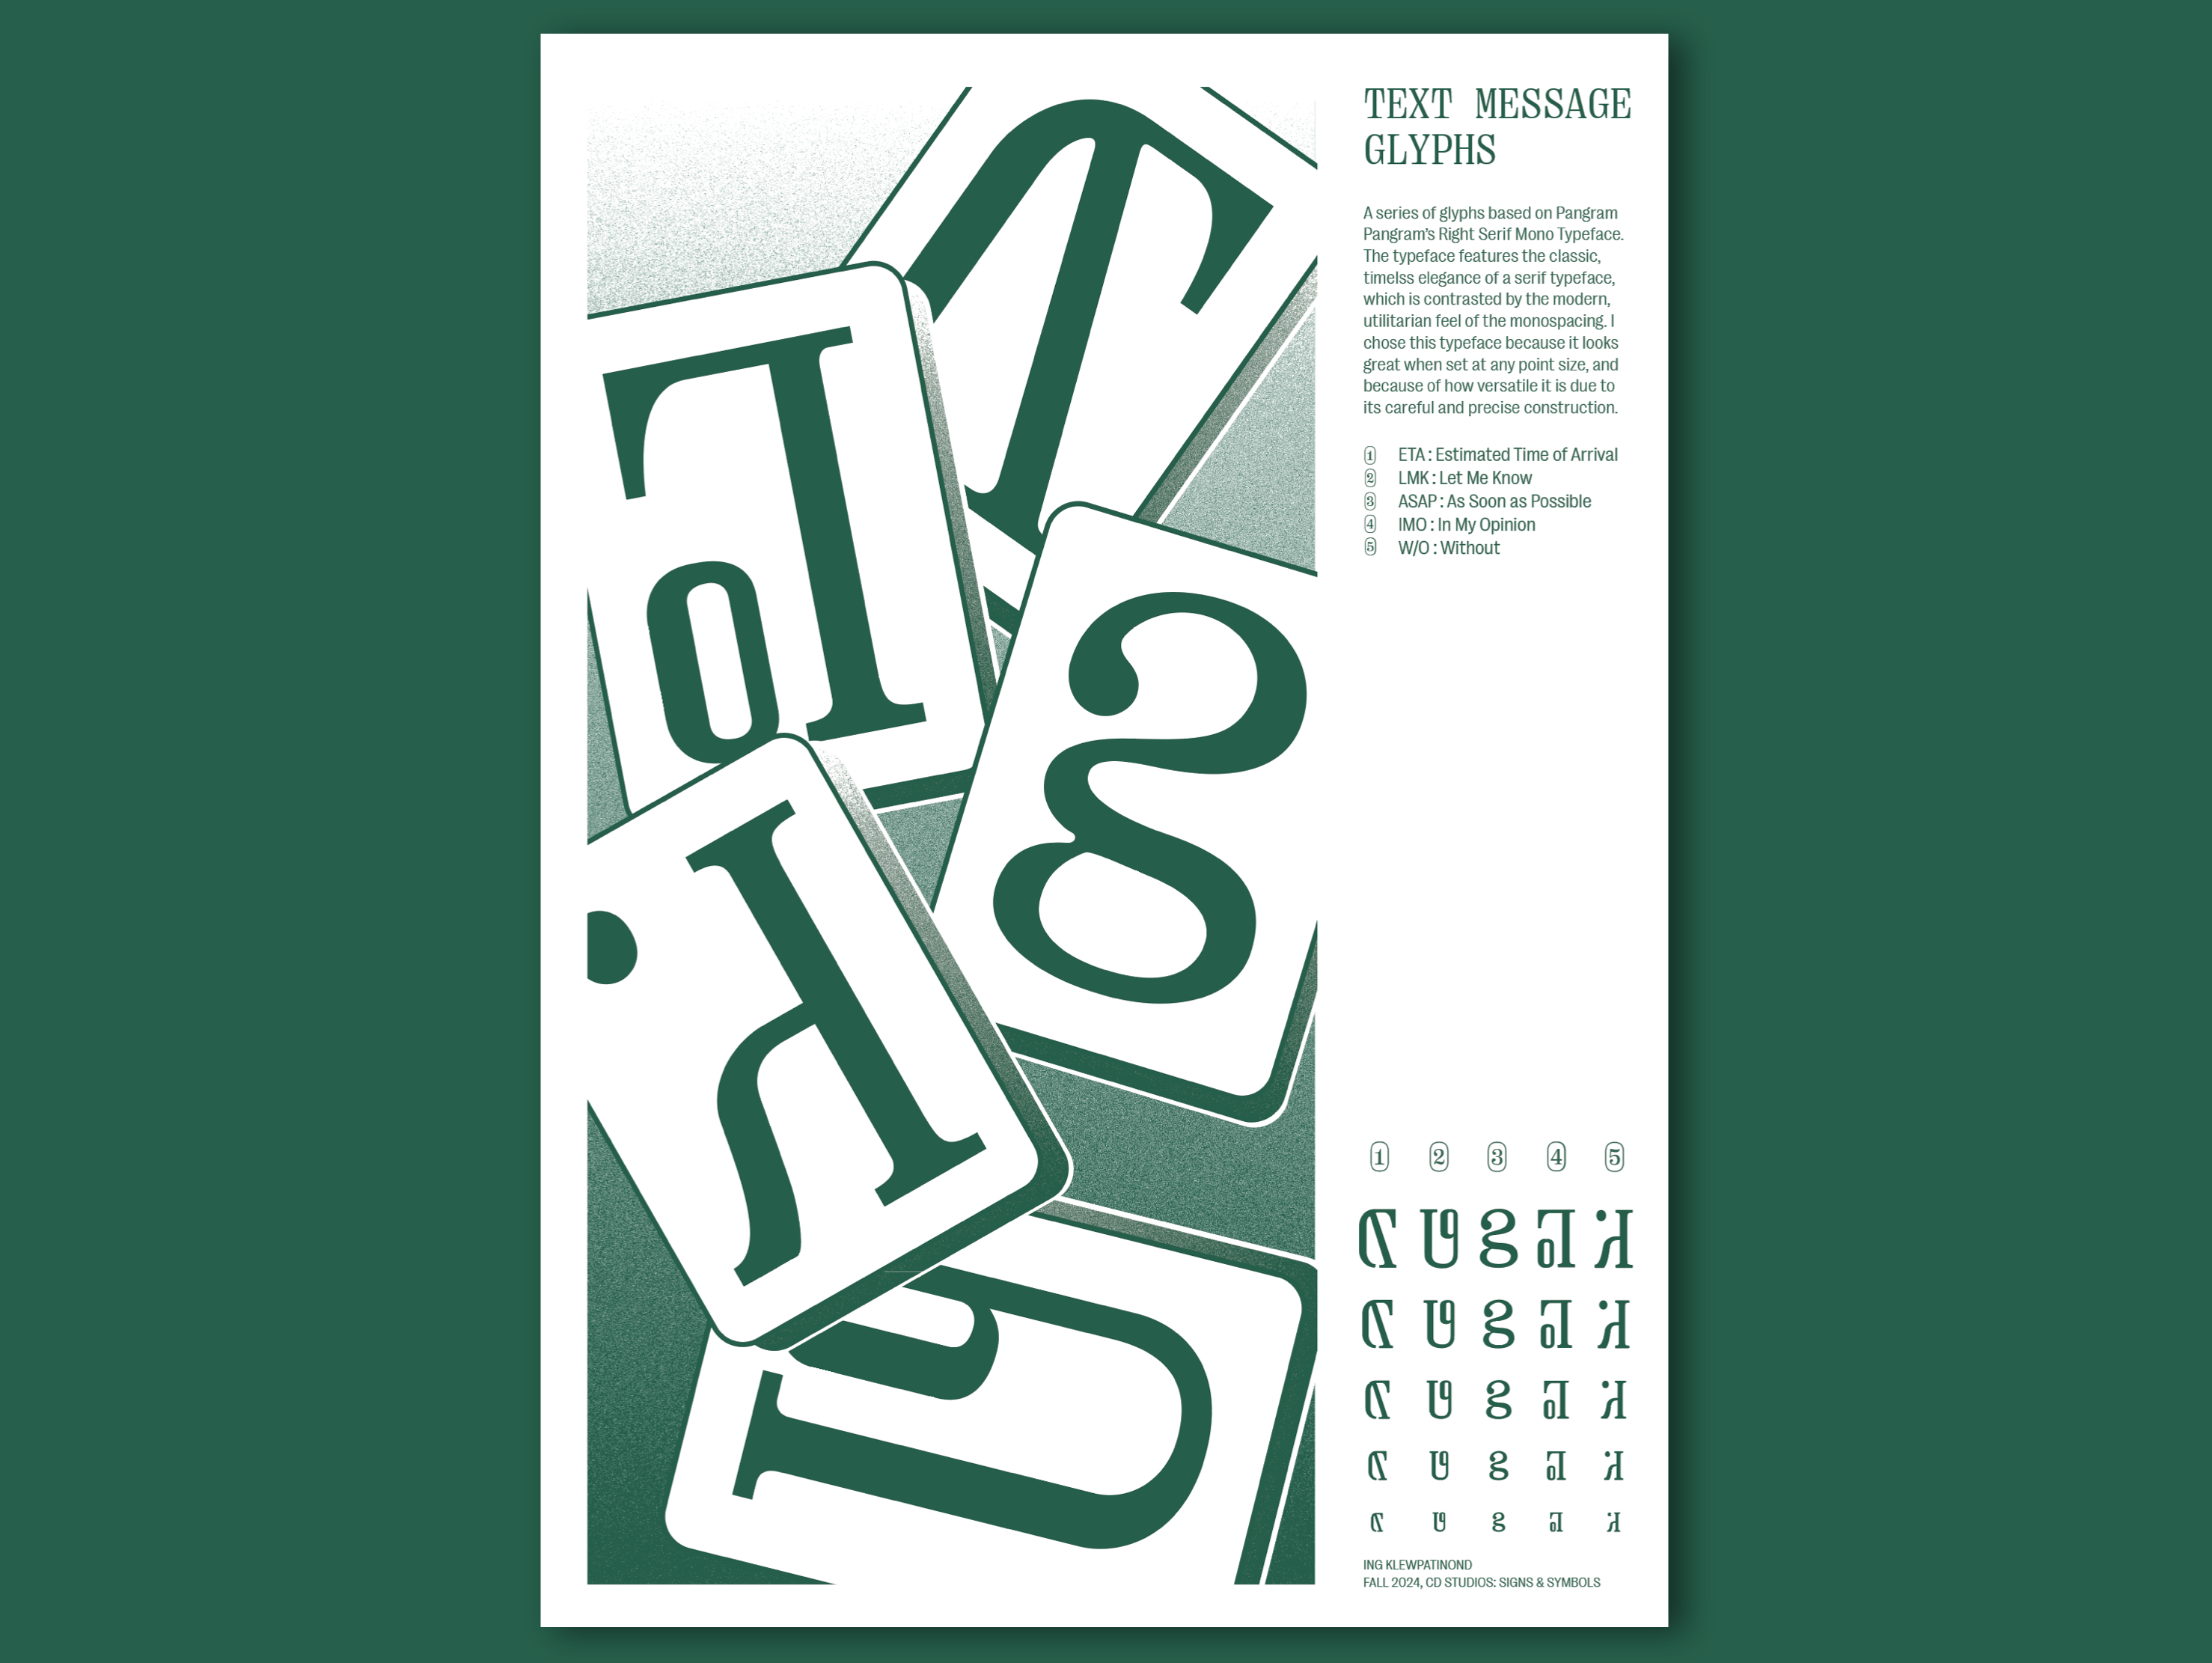 TEXT MESSAGE
GLYPHS
A series of glyphs based on Pangram
Pangram's Right Serif Mono Typeface.
The typeface features the classic,
timelss elegance of a serif typeface,
which is contrasted by the modern,
utilitarian feel of the monospacing. I
chose this typeface because it looks
great when set at any point size, and
because of how versatile it is due to
its careful and precise construction.
1 ETA : Estimated Time of Arrival
2 LMK : Let Me Know
3 ASAP : As Soon as Possible
4 IMO : In My Opinion
5 W/O : Without
1 2 3 4 5
ING KLEWPATINOND
FALL 2024, CD STUDIOS: SIGNS & SYMBOLS